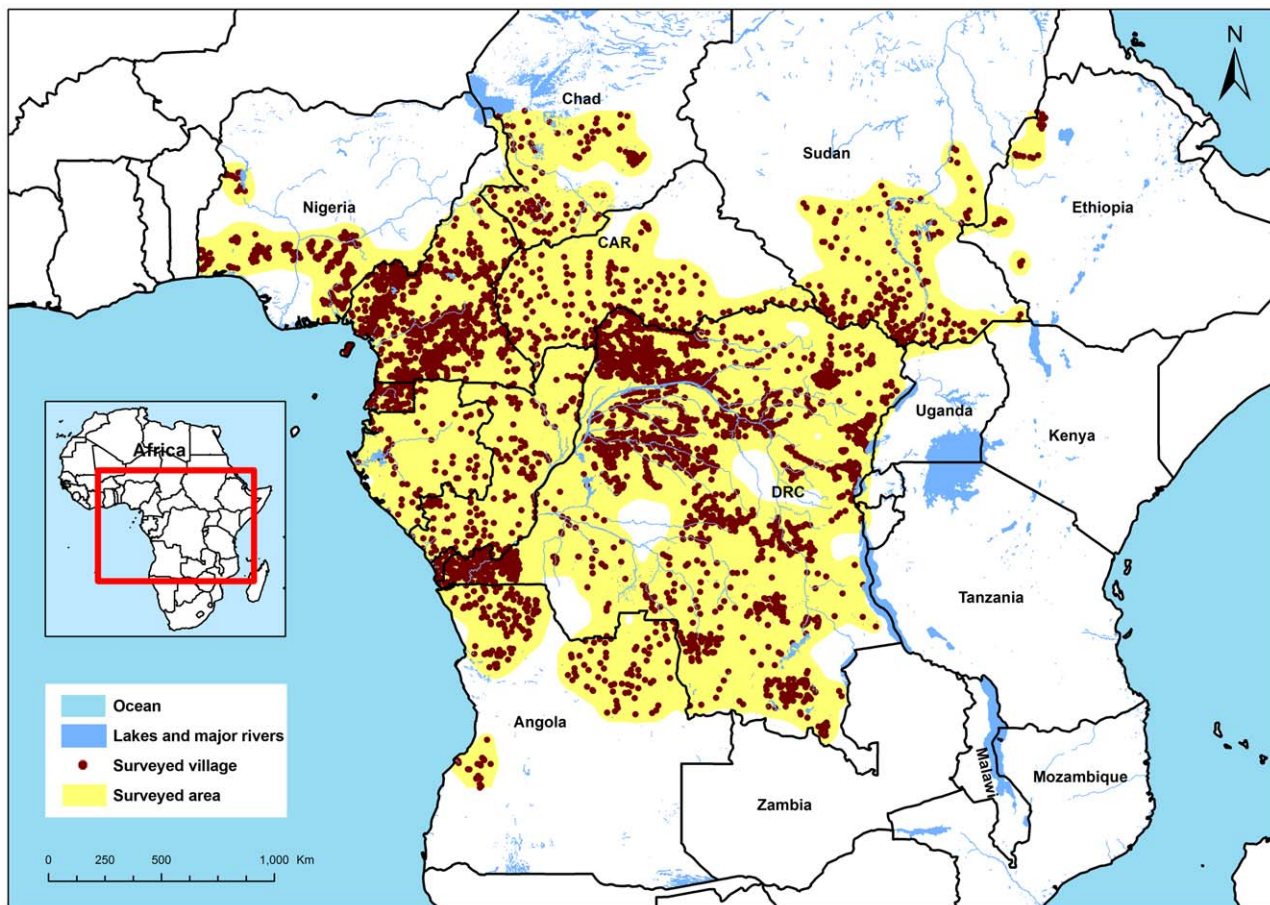 N
Chad
Sudan
Nigeria
Ethiopia
CAR
Uganda
Kenya
Africa
DRC
Tanzania
Angola
Malawi
Mozambique
Zambia
Ocean
Lakes and major rivers
Surveyed village
Surveyed area
0 250 500 1,000 Km